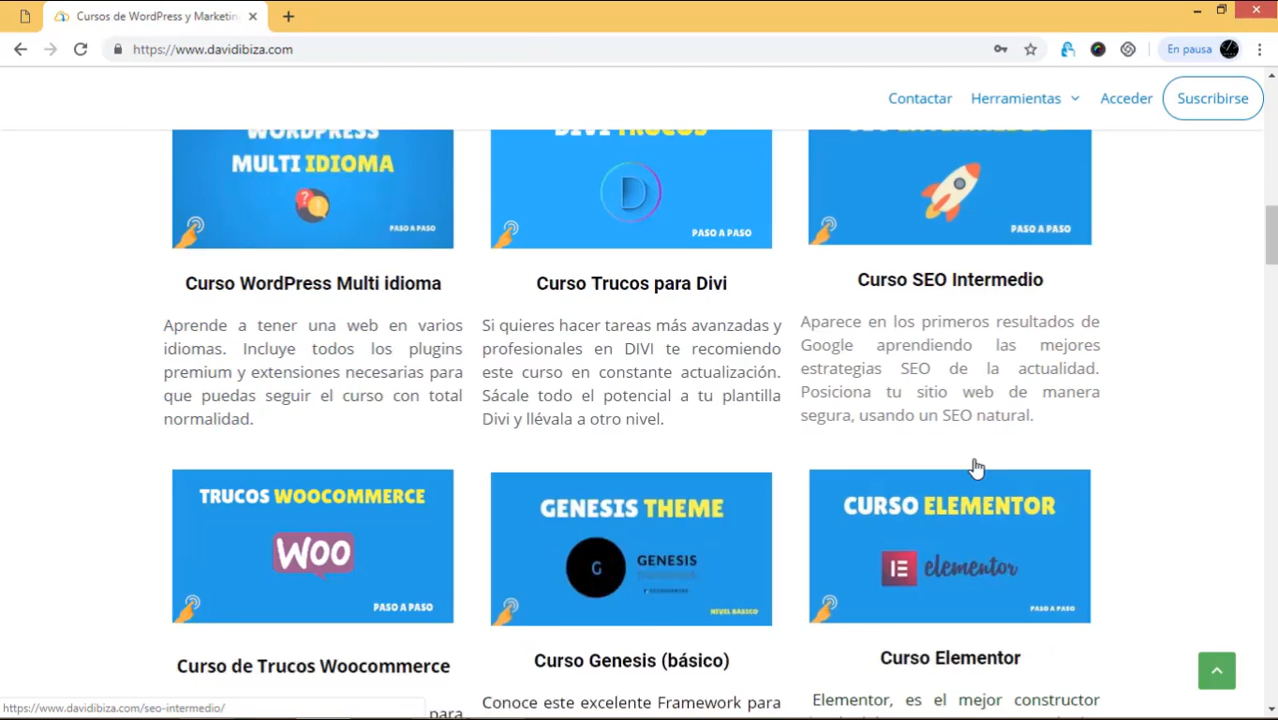 Cursos de WordPress y Marketin
https://www.davidibiza.com
En pausa
Contactar Herramientas Acceder Suscribirse
WORDPRESS
MULTI IDIOMA
PASO A PASO
DIVI TRUCOS
D
PASO A PASO
SEO INTERMEDIO
PASO A PASO
Curso WordPress Multi idioma
Aprende a tener una web en varios
idiomas. Incluye todos los plugins
premium y extensiones necesarias para
que puedas seguir el curso con total
normalidad.
Curso Trucos para Divi
Si quieres hacer tareas más avanzadas y
profesionales en DIVI te recomiendo
este curso en constante actualización.
Sácale todo el potencial a tu plantilla
Divi y llévala a otro nivel.
Curso SEO Intermedio
Aparece en los primeros resultados de
Google aprendiendo las mejores
estrategias SEO de la actualidad.
Posiciona tu sitio web de manera
segura, usando un SEO natural.
TRUCOS WOOCOMMERCE
WOO
PASO A PASO
GENESIS THEME
G
GENESIS
NIVEL BASICO
CURSO ELEMENTOR
elementor
PASO A PASO
Curso de Trucos Woocommerce
para
Curso Genesis (básico)
Conoce este excelente Framework para
Curso Elementor
Elementor, es el mejor constructor
https://www.davidibiza.com/seo-intermedio/